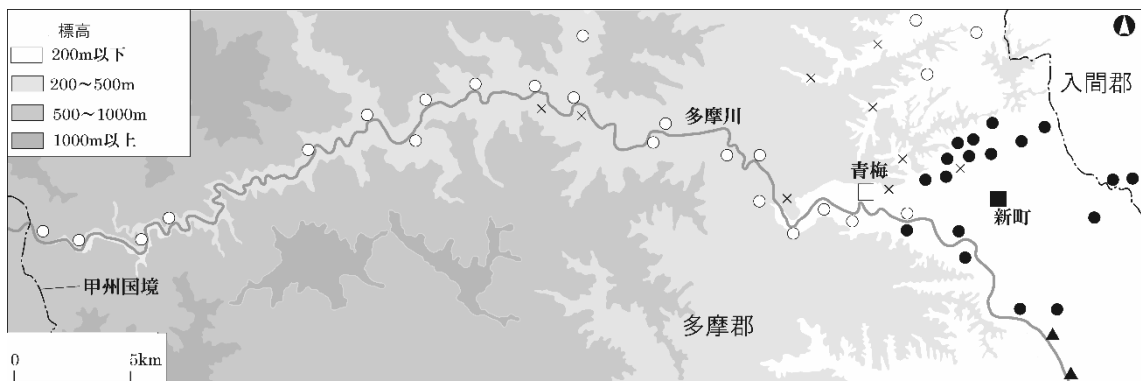 標高
200m以下
200〜500m
500〜1000m
1000m以上
入間郡
多摩川
青梅
新町
甲州国境
多摩郡
0 5km